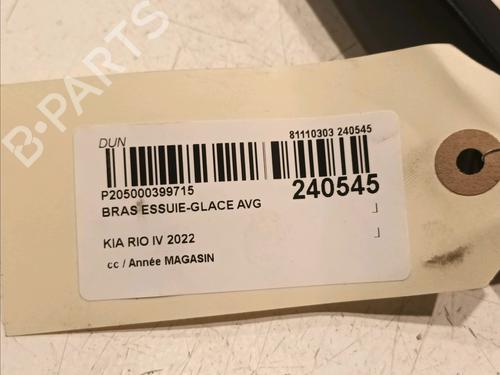 B-PARTS
DUN
81110303 240545
P205000399715
240545
BRAS ESSUIE-GLACE AVG
KIA RIO IV 2022
cc / Année MAGASIN